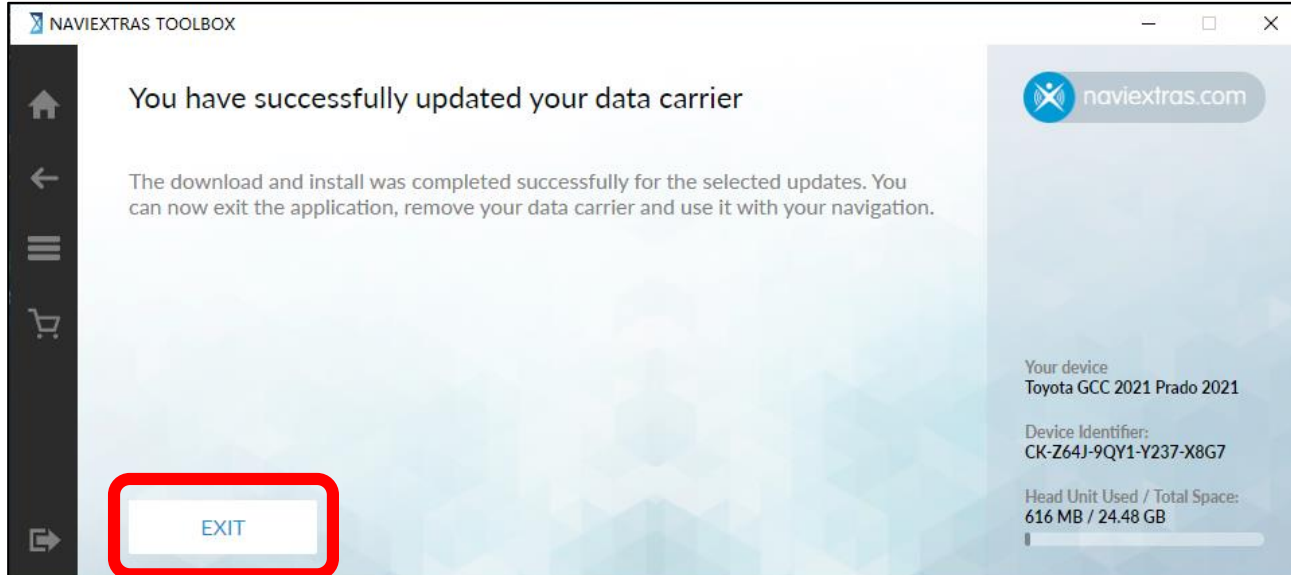 NAVIEXTRAS TOOLBOX
You have successfully updated your data carrier
naviextras.com
The download and install was completed successfully for the selected updates. You
can now exit the application, remove your data carrier and use it with your navigation.
Your device
Toyota GCC 2021 Prado 2021
Device Identifier:
CK-Z64J-9QY1-Y237-X8G7
Head Unit Used / Total Space:
616 MB / 24.48 GB
EXIT